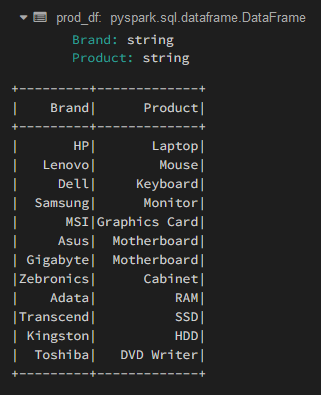 prod_df: pyspark.sql.dataframe.DataFrame
Brand: string
Product: string
+---------+-------------+
|    Brand|      Product|
+---------+-------------+
|       HP|       Laptop|
|   Lenovo|        Mouse|
|     Dell|     Keyboard|
|  Samsung|      Monitor|
|      MSI|Graphics Card|
|     Asus|  Motherboard|
| Gigabyte|  Motherboard|
|Zebronics|      Cabinet|
|    Adata|          RAM|
|Transcend|          SSD|
| Kingston|          HDD|
|  Toshiba|   DVD Writer|
+---------+-------------+